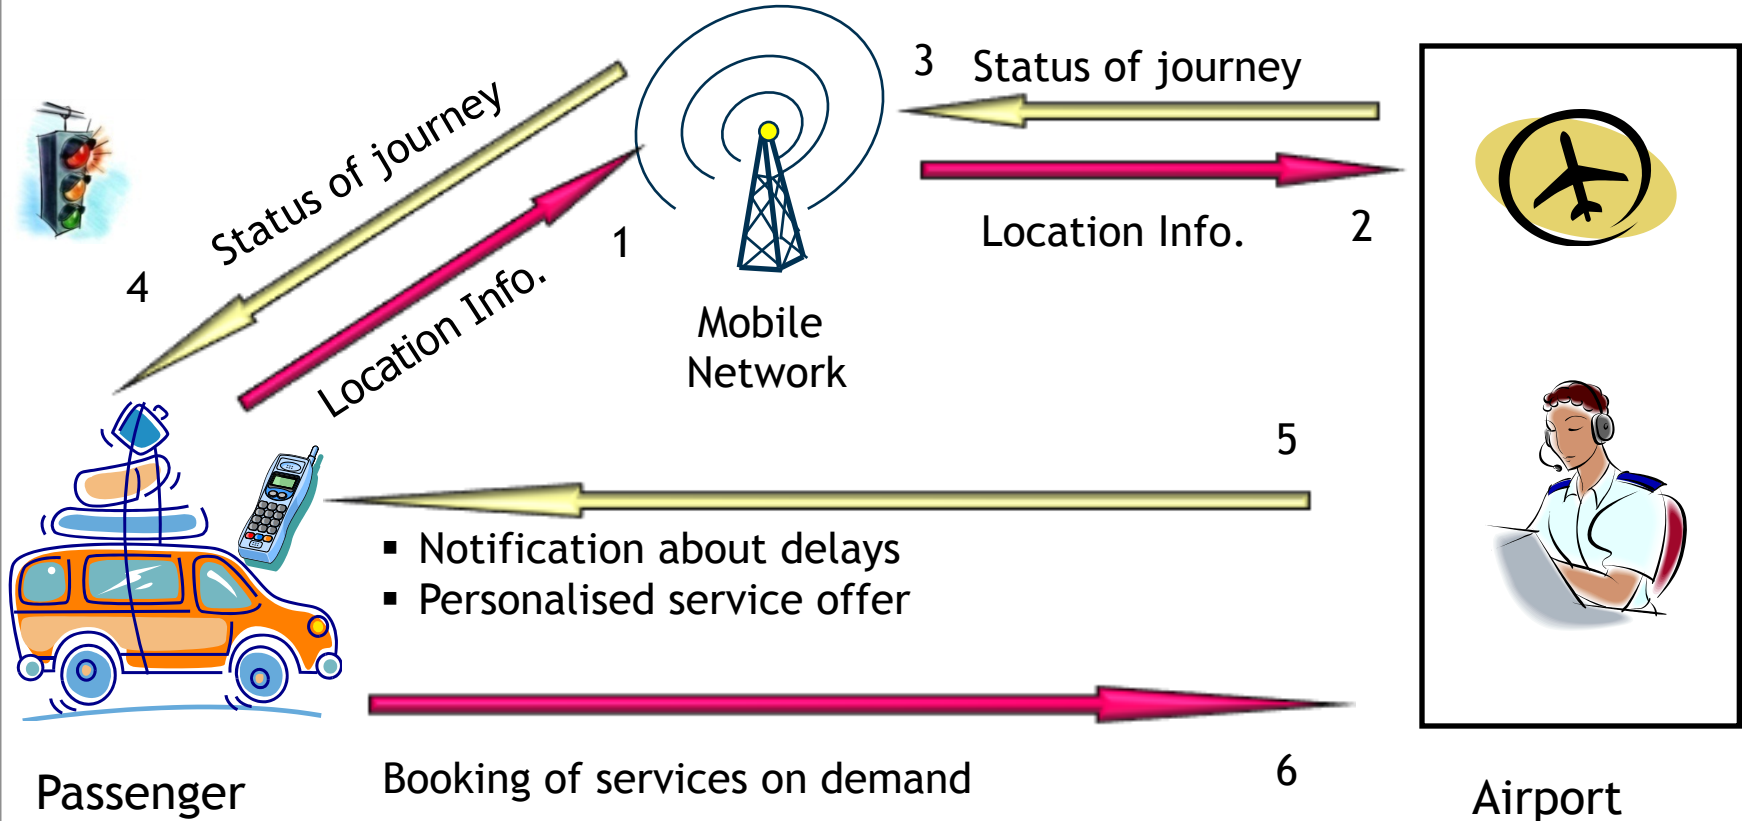 3 Status of journey
Status of journey
1
Location Info. 2
4
Location Info.
Mobile
Network
5
▪ Notification about delays
▪ Personalised service offer
Booking of services on demand 6
Passenger
Airport